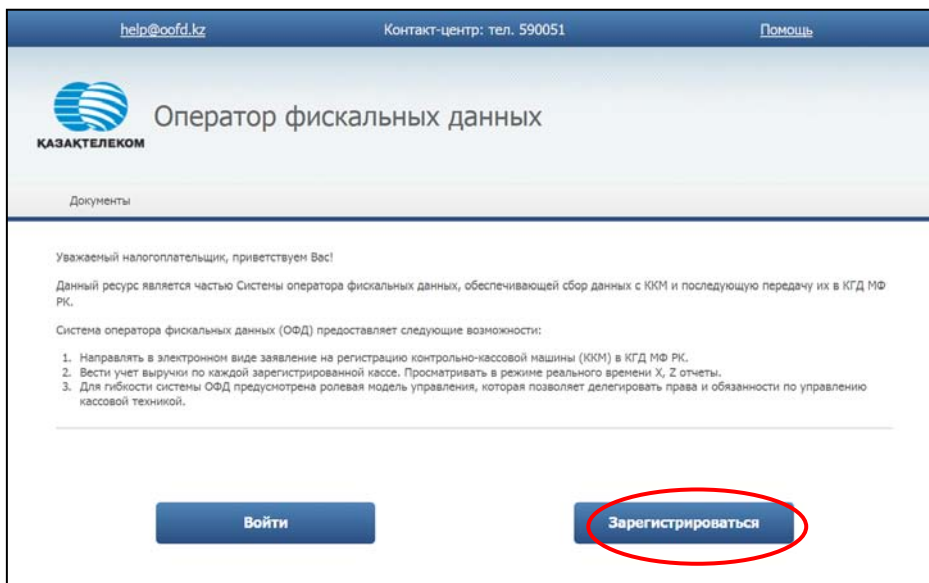 help@oofd.kz Контакт-центр: тел. 590051 Помощь
ҚАЗАҚТЕЛЕКОМ
Оператор фискальных данных
Документы
Уважаемый налогоплательщик, приветствуем Вас!
Данный ресурс является частью Системы оператора фискальных данных, обеспечивающей сбор данных с ККМ и последующую передачу их в КГД МФ
РК.
Система оператора фискальных данных (ОФД) предоставляет следующие возможности:
1. Направлять в электронном виде заявление на регистрацию контрольно-кассовой машины (ККМ) в КГД МФ РК.
2. Вести учет выручки по каждой зарегистрированной кассе. Просматривать в режиме реального времени X, Z отчеты.
3. Для гибкости системы ОФД предусмотрена ролевая модель управления, которая позволяет делегировать права и обязанности по управлению
кассовой техникой.
Войти Зарегистрироваться